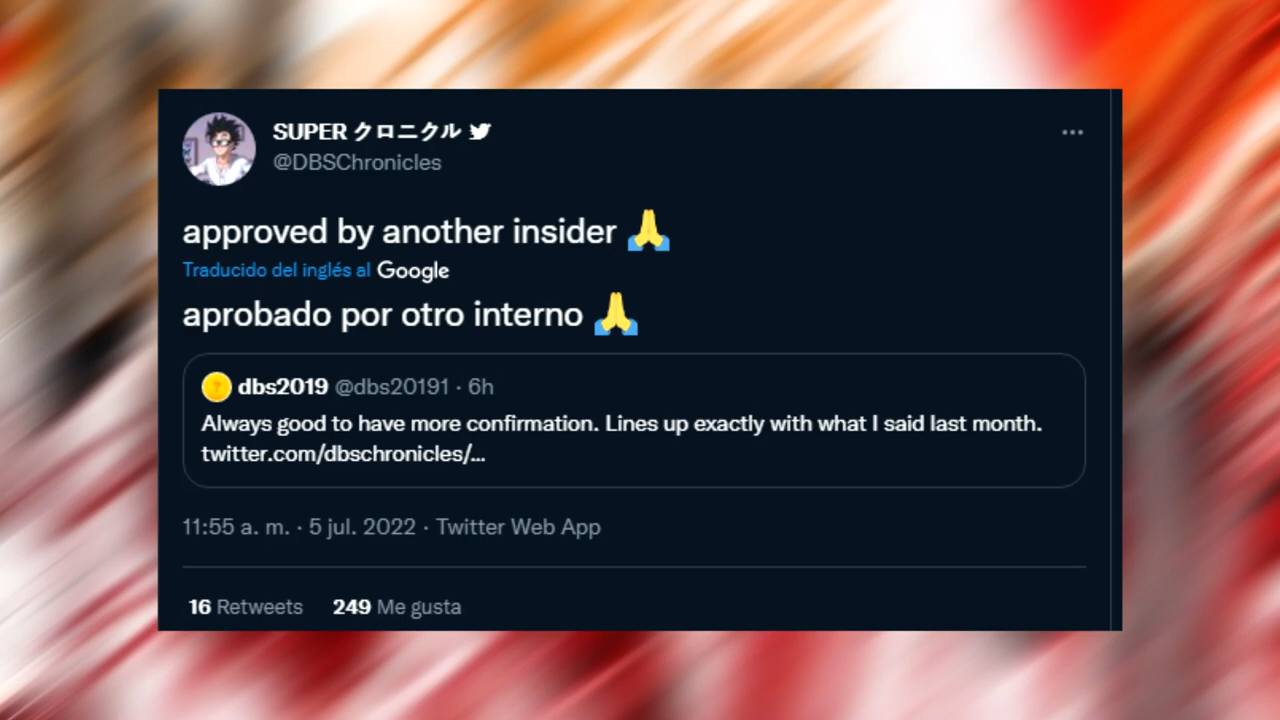 SUPER クロニクル
@DBSChronicles
approved by another insider 🙏
Traducido del inglés al Google
aprobado por otro interno 🙏
dbs2019 @dbs20191 · 6h
Always good to have more confirmation. Lines up exactly with what I said last month.
twitter.com/dbschronicles/...
11:55 a. m. · 5 jul. 2022 · Twitter Web App
16 Retweets 249 Me gusta